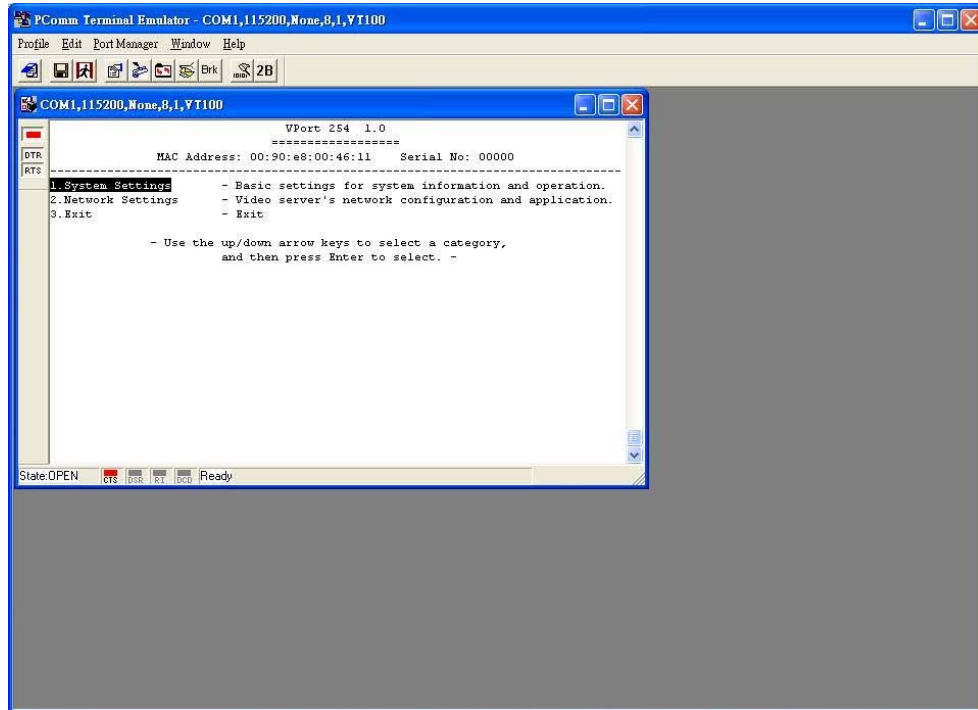 PComm Terminal Emulator - COM1,115200,None,8,1,VT100
Profile Edit Port Manager Window Help
Brk 2B
COM1,115200,None,8,1,VT100
DTR
RTS
VPort 254 1.0
==================
MAC Address: 00:90:e8:00:46:11 Serial No: 00000
--------------------------------------------------------------------------------
1.System Settings - Basic settings for system information and operation.
2.Network Settings - Video server's network configuration and application.
3.Exit - Exit
- Use the up/down arrow keys to select a category,
and then press Enter to select. -
State:OPEN CTS DSR RI DCD Ready